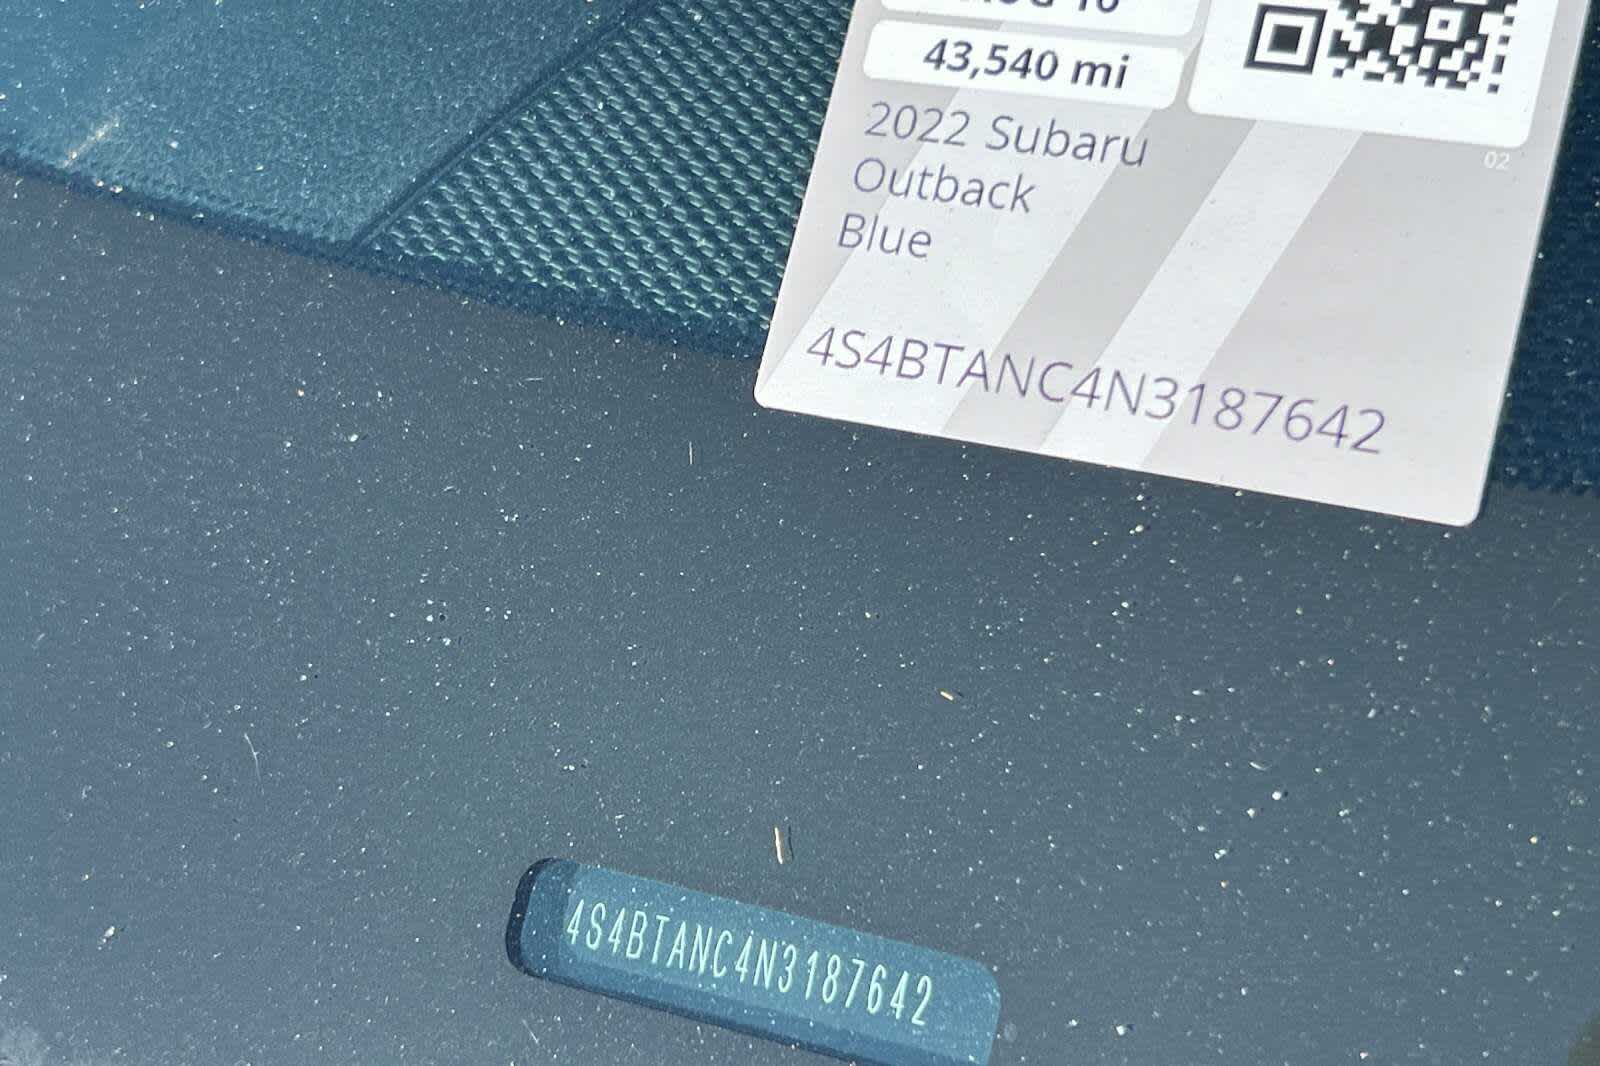 43,540 mi
2022 Subaru
Outback
Blue
02
4S4BTANC4N3187642
4S4BTANC4N3187642